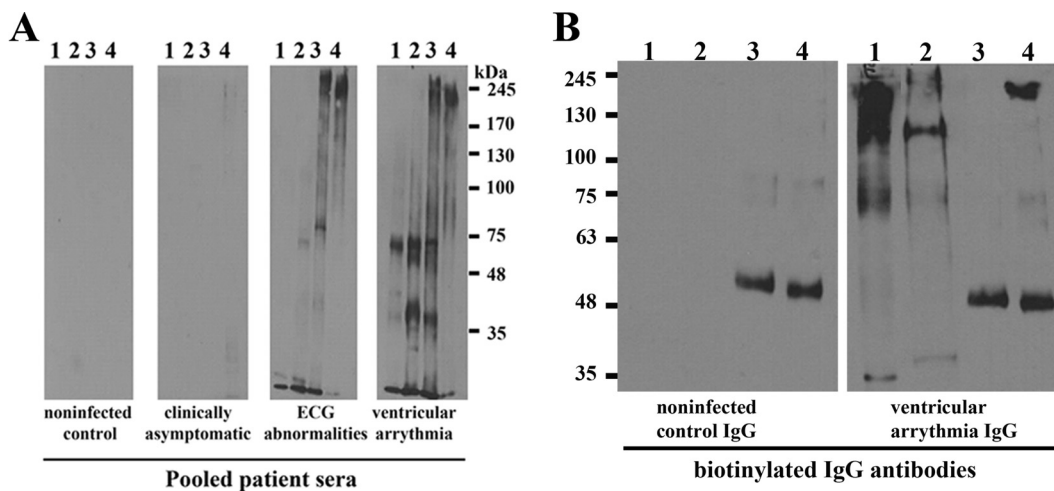 A
1 2 3 4
1 2 3 4
1 2 3 4
1 2 3 4
kDa
245
170
130
100
75
48
35
noninfected
control
clinically
asymptomatic
ECG
abnormalities
ventricular
arrythmia
Pooled patient sera
B
1 2 3 4
1 2 3 4
245
130
100
75
63
48
35
noninfected
control IgG
ventricular
arrythmia IgG
biotinylated IgG antibodies